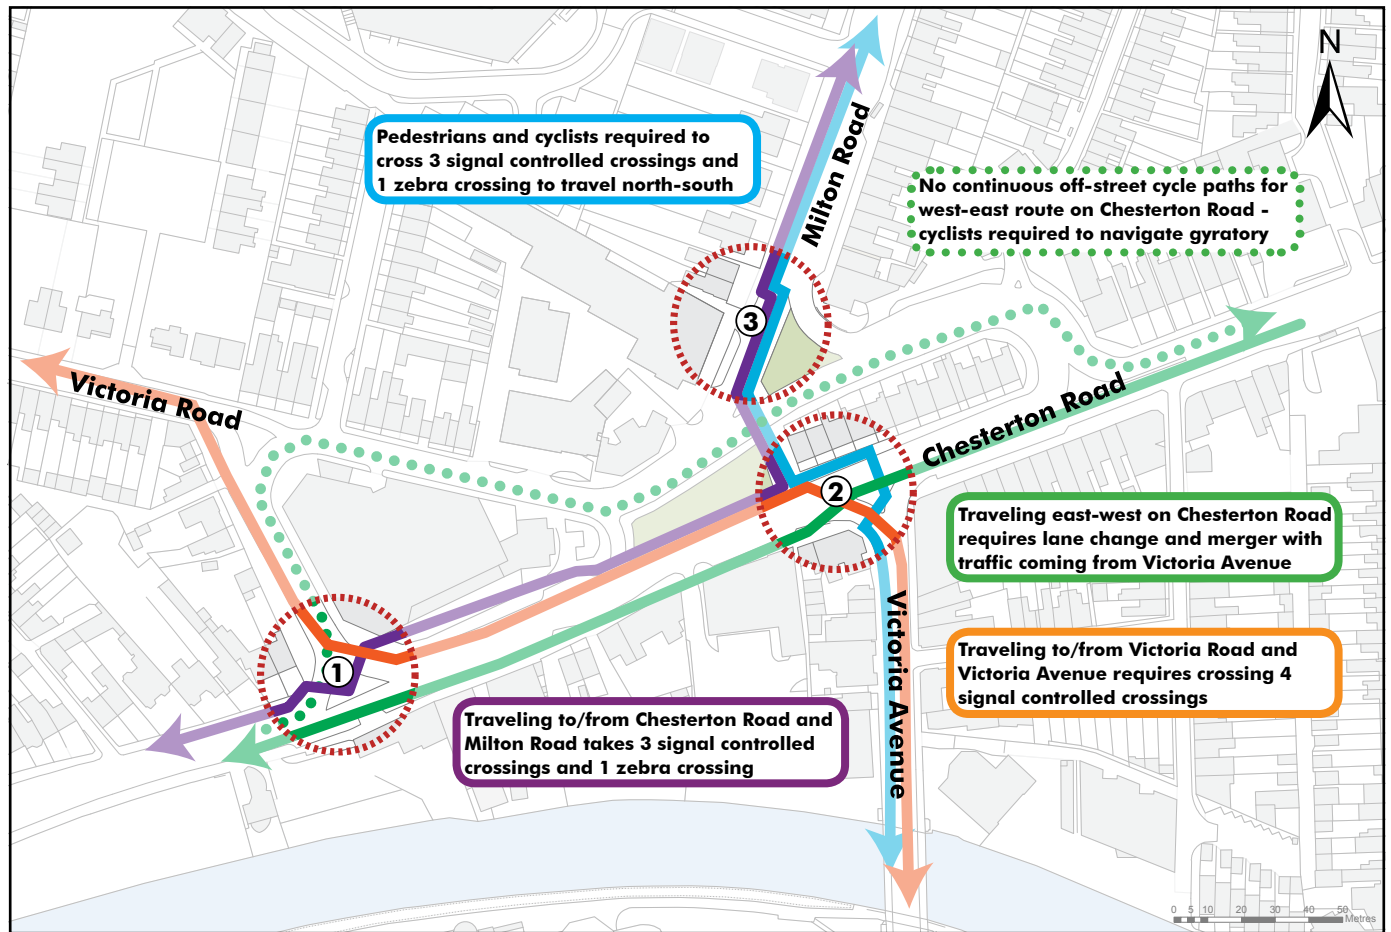 N
Pedestrians and cyclists required to
cross 3 signal controlled crossings and
1 zebra crossing to travel north-south
Milton Road
No continuous off-street cycle paths for
west-east route on Chesterton Road -
cyclists required to navigate gyratory
3
Victoria Road
Chesterton Road
2
Traveling east-west on Chesterton Road
requires lane change and merger with
traffic coming from Victoria Avenue
Victoria Avenue
Traveling to/from Victoria Road and
Victoria Avenue requires crossing 4
signal controlled crossings
1
Traveling to/from Chesterton Road and
Milton Road takes 3 signal controlled
crossings and 1 zebra crossing
0 5 10 20 30 40 50
Metres